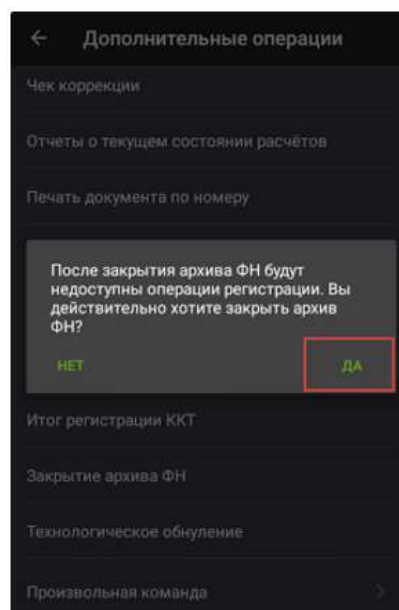 Дополнительные операции
Чек коррекции
Отчеты о текущем состоянии расчётов
Печать документа по номеру
После закрытия архива ФН будут
недоступны операции регистрации. Вы
действительно хотите закрыть архив
ФН?
НЕТ
ДА
Итог регистрации ККТ
Закрытие архива ФН
Технологическое обнуление
Произвольная команда